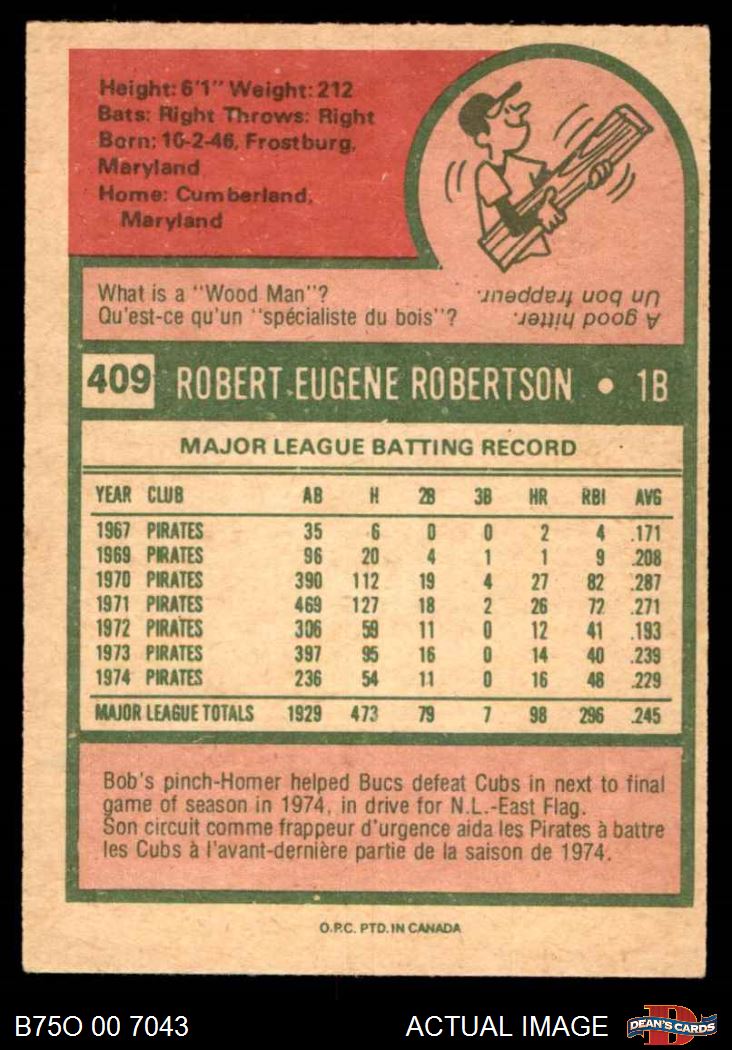 Height: 6'1" Weight: 212
Bats: Right Throws: Right
Born: 10-2-46, Frostburg,
Maryland
Home: Cumberland,
Maryland
What is a "Wood Man"?
Qu'est-ce qu'un "spécialiste du bois"?
A good hitter.
Un bon frappeur.
409 ROBERT EUGENE ROBERTSON • 1B
MAJOR LEAGUE BATTING RECORD
YEAR CLUB AB H 2B 3B HR RBI AVG
1967 PIRATES 35 6 0 0 2 4 .171
1969 PIRATES 96 20 4 1 1 9 .208
1970 PIRATES 390 112 19 4 27 82 .287
1971 PIRATES 469 127 18 2 26 72 .271
1972 PIRATES 306 59 11 0 12 41 .193
1973 PIRATES 397 95 16 0 14 40 .239
1974 PIRATES 236 54 11 0 16 48 .229
MAJOR LEAGUE TOTALS 1929 473 79 7 98 296 .245
Bob's pinch-Homer helped Bucs defeat Cubs in next to final
game of season in 1974, in drive for N.L.-East Flag.
Son circuit comme frappeur d'urgence aida les Pirates à battre
les Cubs à l'avant-dernière partie de la saison de 1974.
O.P.C. PTD. IN CANADA
B75O 00 7043 ACTUAL IMAGE D DEAN'S CARDS